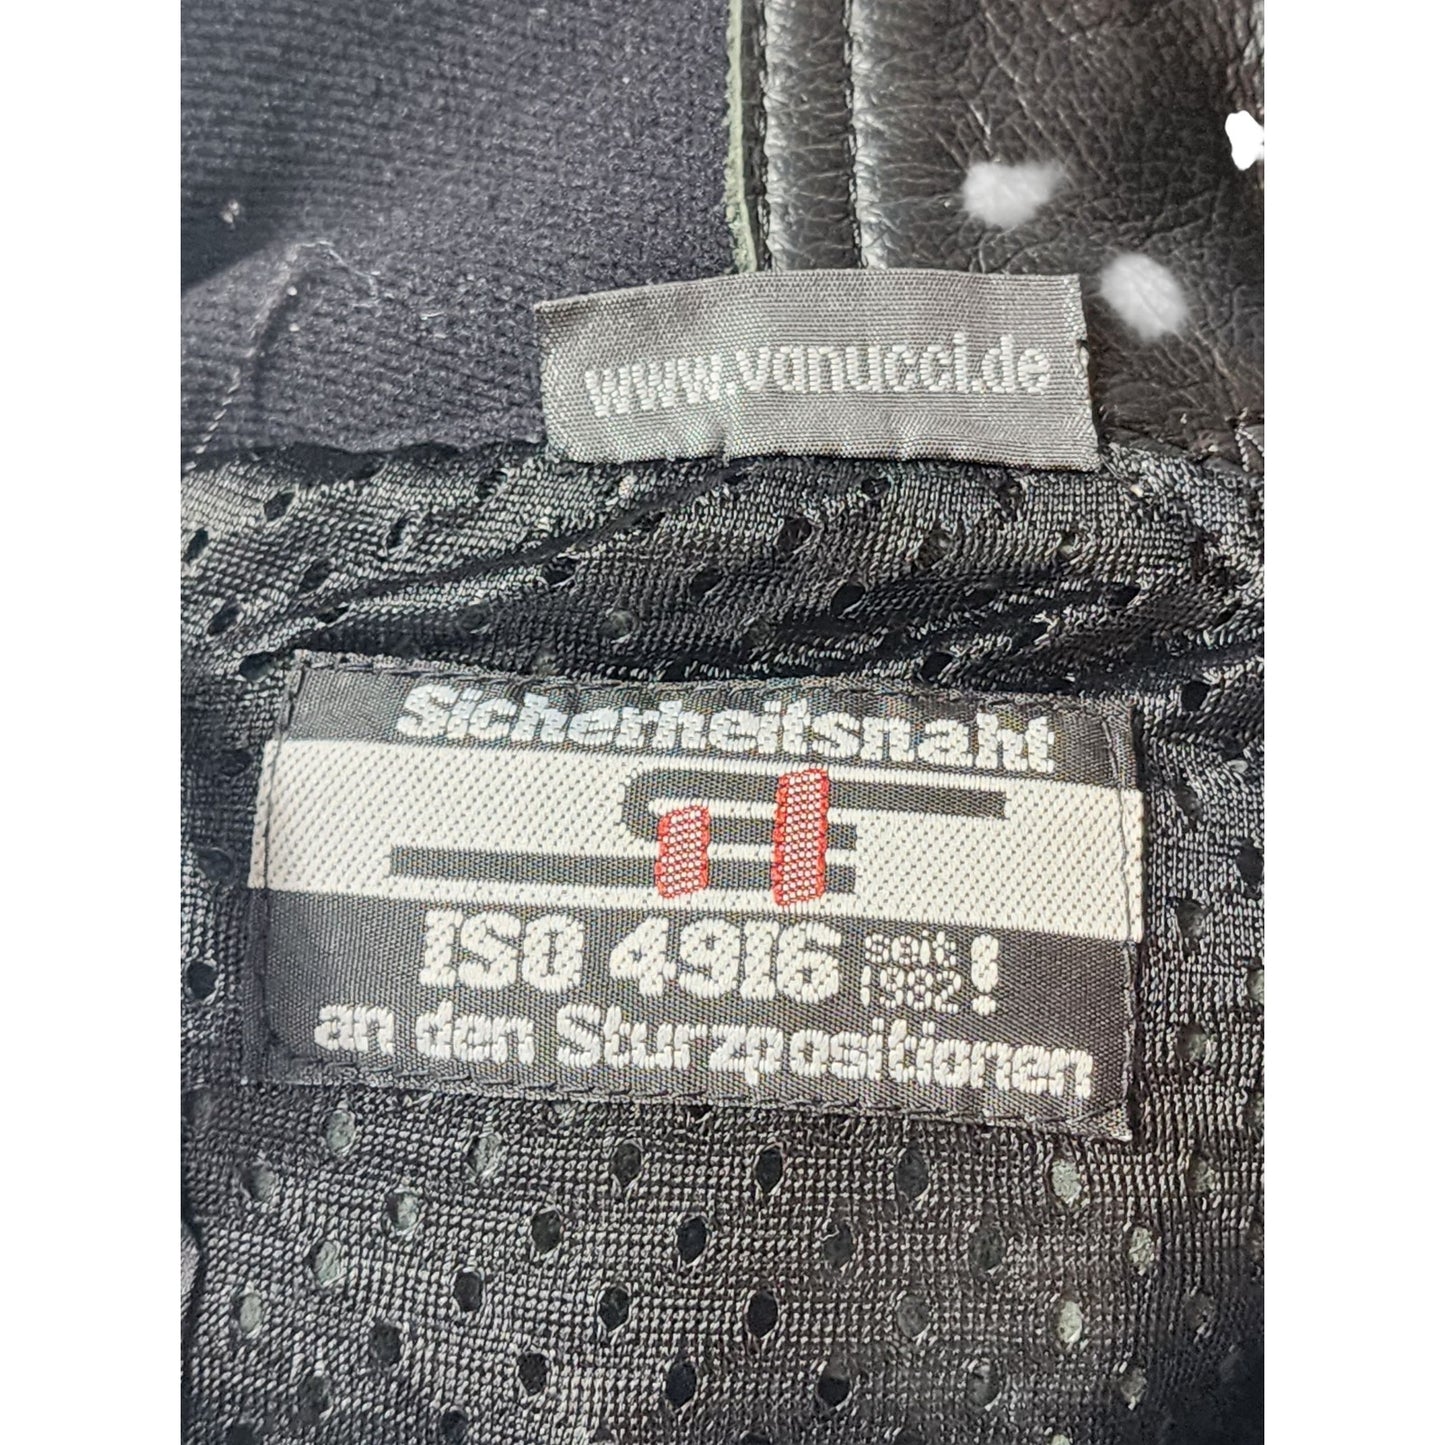 www.vanucci.de
Sicherheitsnaht
ISO 4916 seit 1982!
an den Sturzpositionen